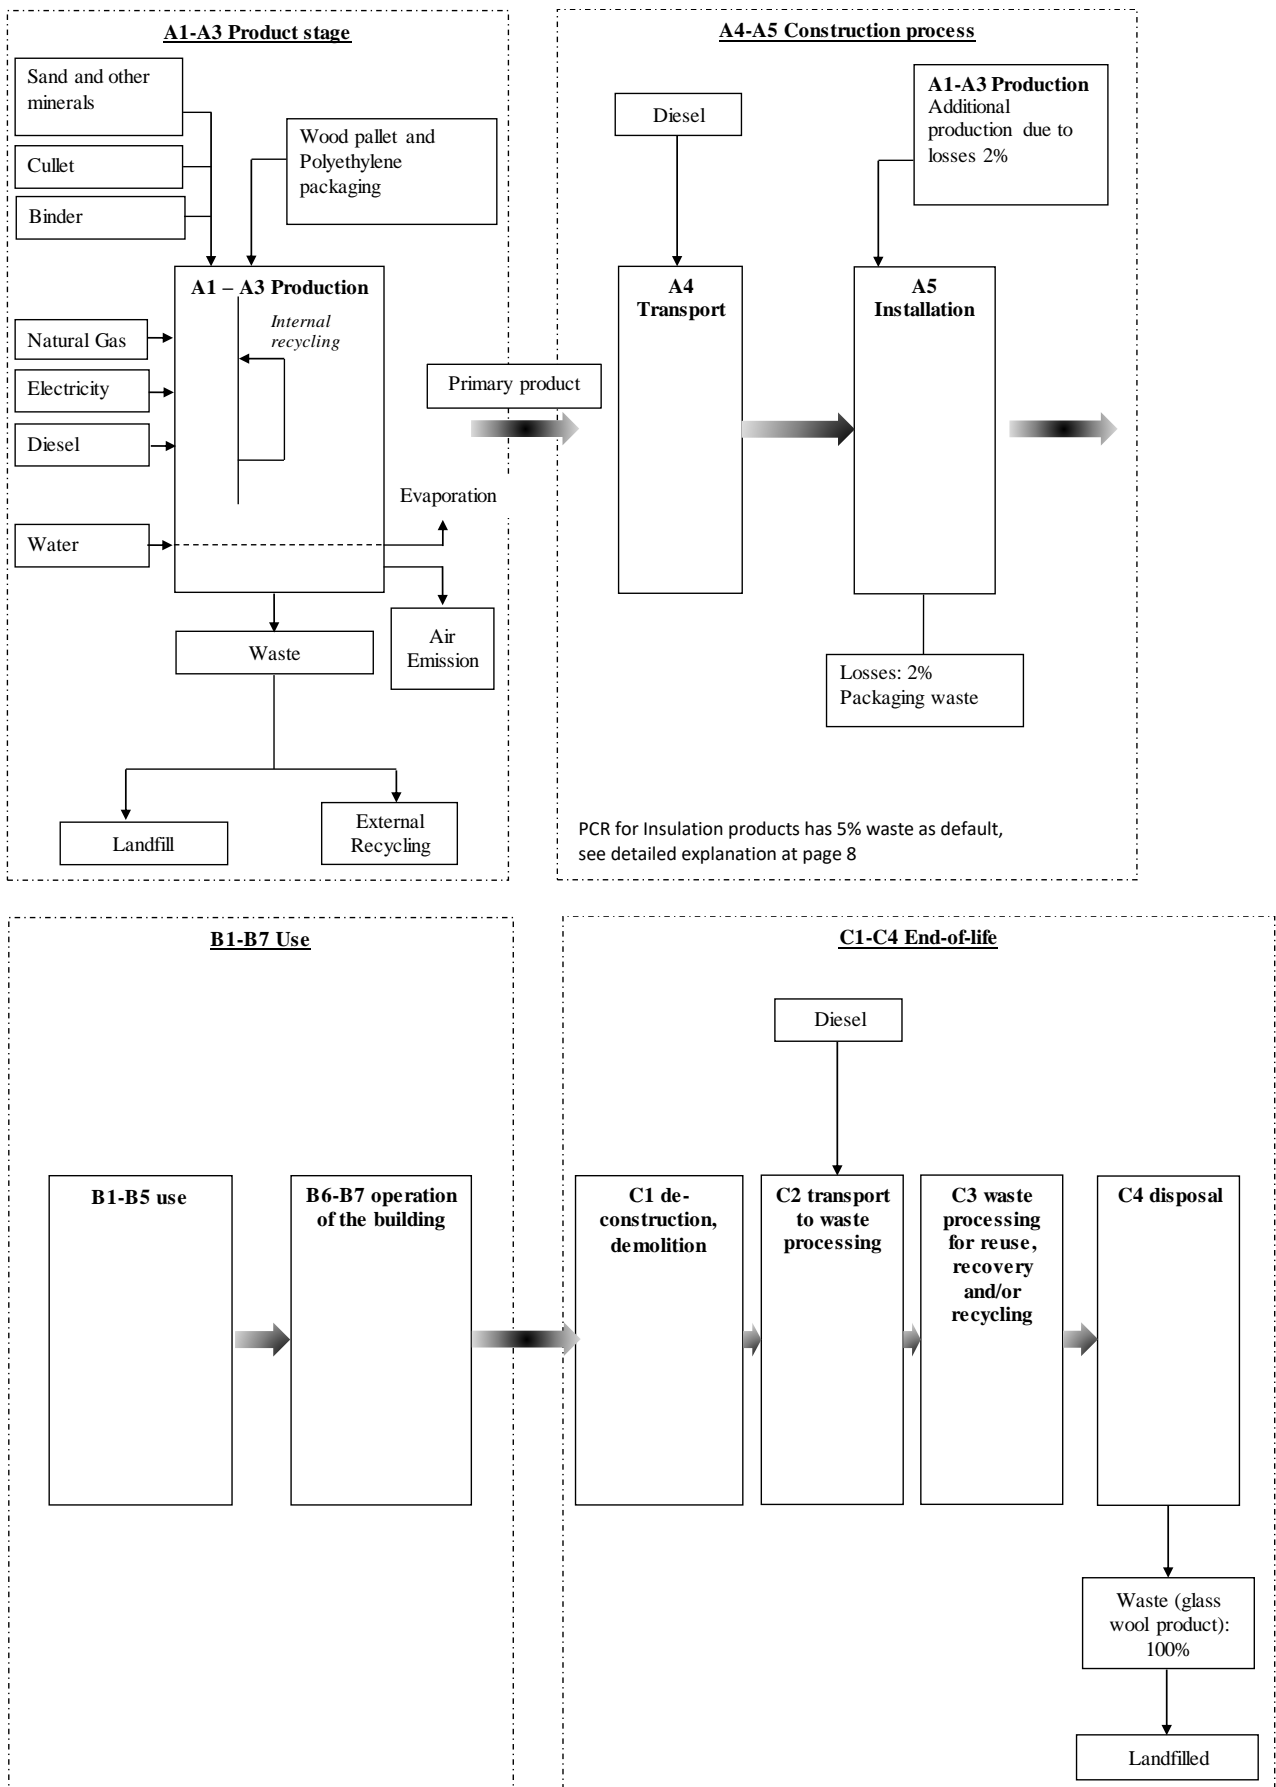 A1-A3 Product stage
Sand and other
minerals
Cullet
Binder
Wood pallet and
Polyethylene
packaging
A1 – A3 Production
Internal
recycling
Natural Gas
Electricity
Diesel
Water
Evaporation
Air
Emission
Waste
Landfill
External
Recycling
Primary product
A4-A5 Construction process
Diesel
A1-A3 Production
Additional
production due to
losses 2%
A4
Transport
A5
Installation
Losses: 2%
Packaging waste
PCR for Insulation products has 5% waste as default,
see detailed explanation at page 8
B1-B7 Use
B1-B5 use
B6-B7 operation
of the building
C1-C4 End-of-life
Diesel
C1 de-
construction,
demolition
C2 transport
to waste
processing
C3 waste
processing
for reuse,
recovery
and/or
recycling
C4 disposal
Waste (glass
wool product):
100%
Landfilled